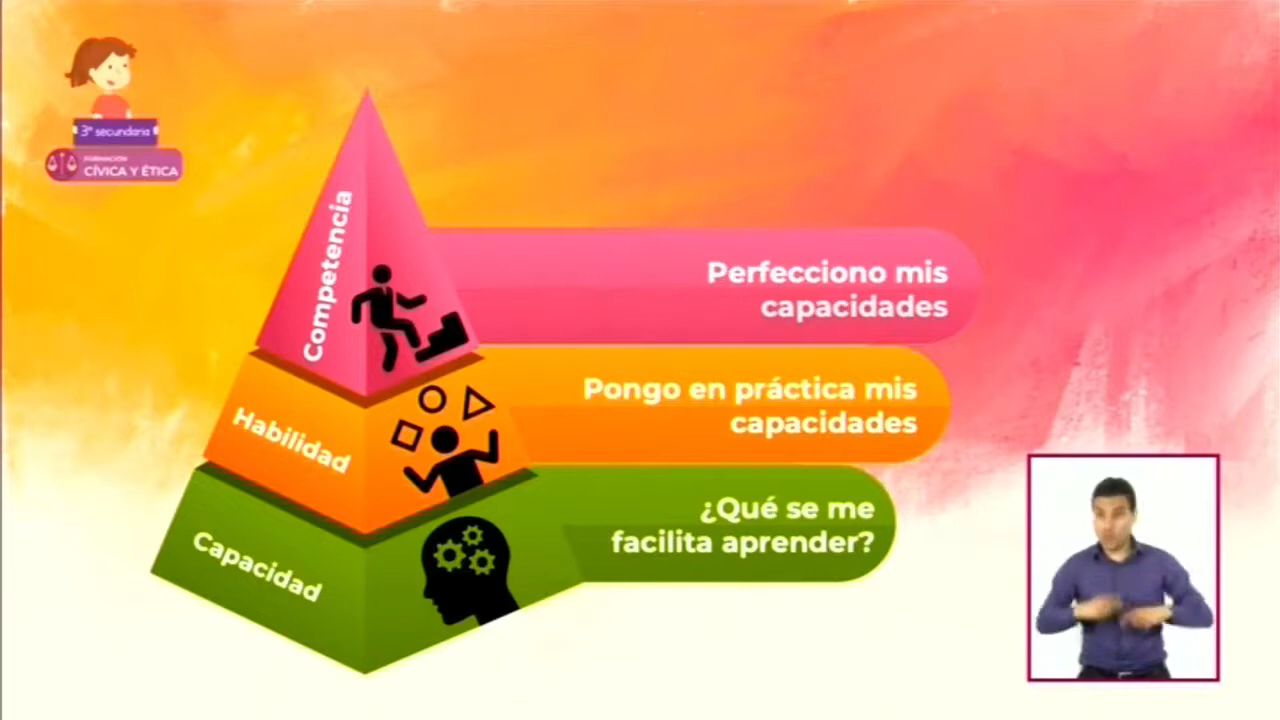 3° secundaria
FORMACIÓN
CÍVICA Y ÉTICA
Competencia
Perfecciono mis
capacidades
Habilidad
Pongo en práctica mis
capacidades
Capacidad
¿Qué se me
facilita aprender?